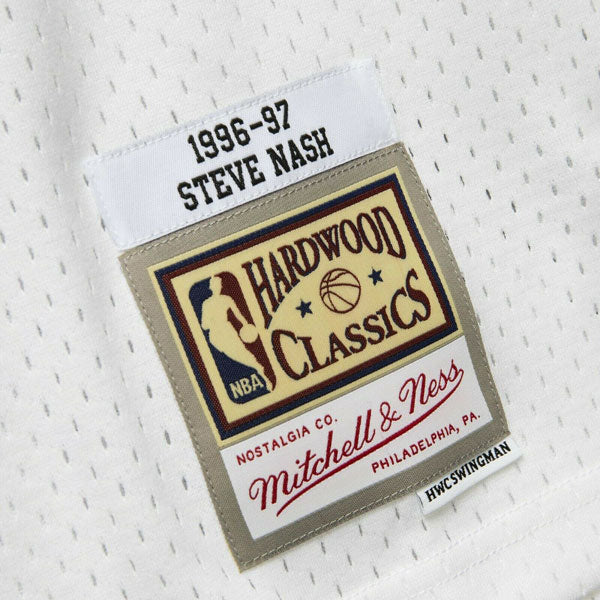 1996-97
STEVE NASH
HARDWOOD
CLASSICS
NBA
NOSTALGIA CO.
Mitchell & Ness
PHILADELPHIA, PA.
HWCSWINGMAN